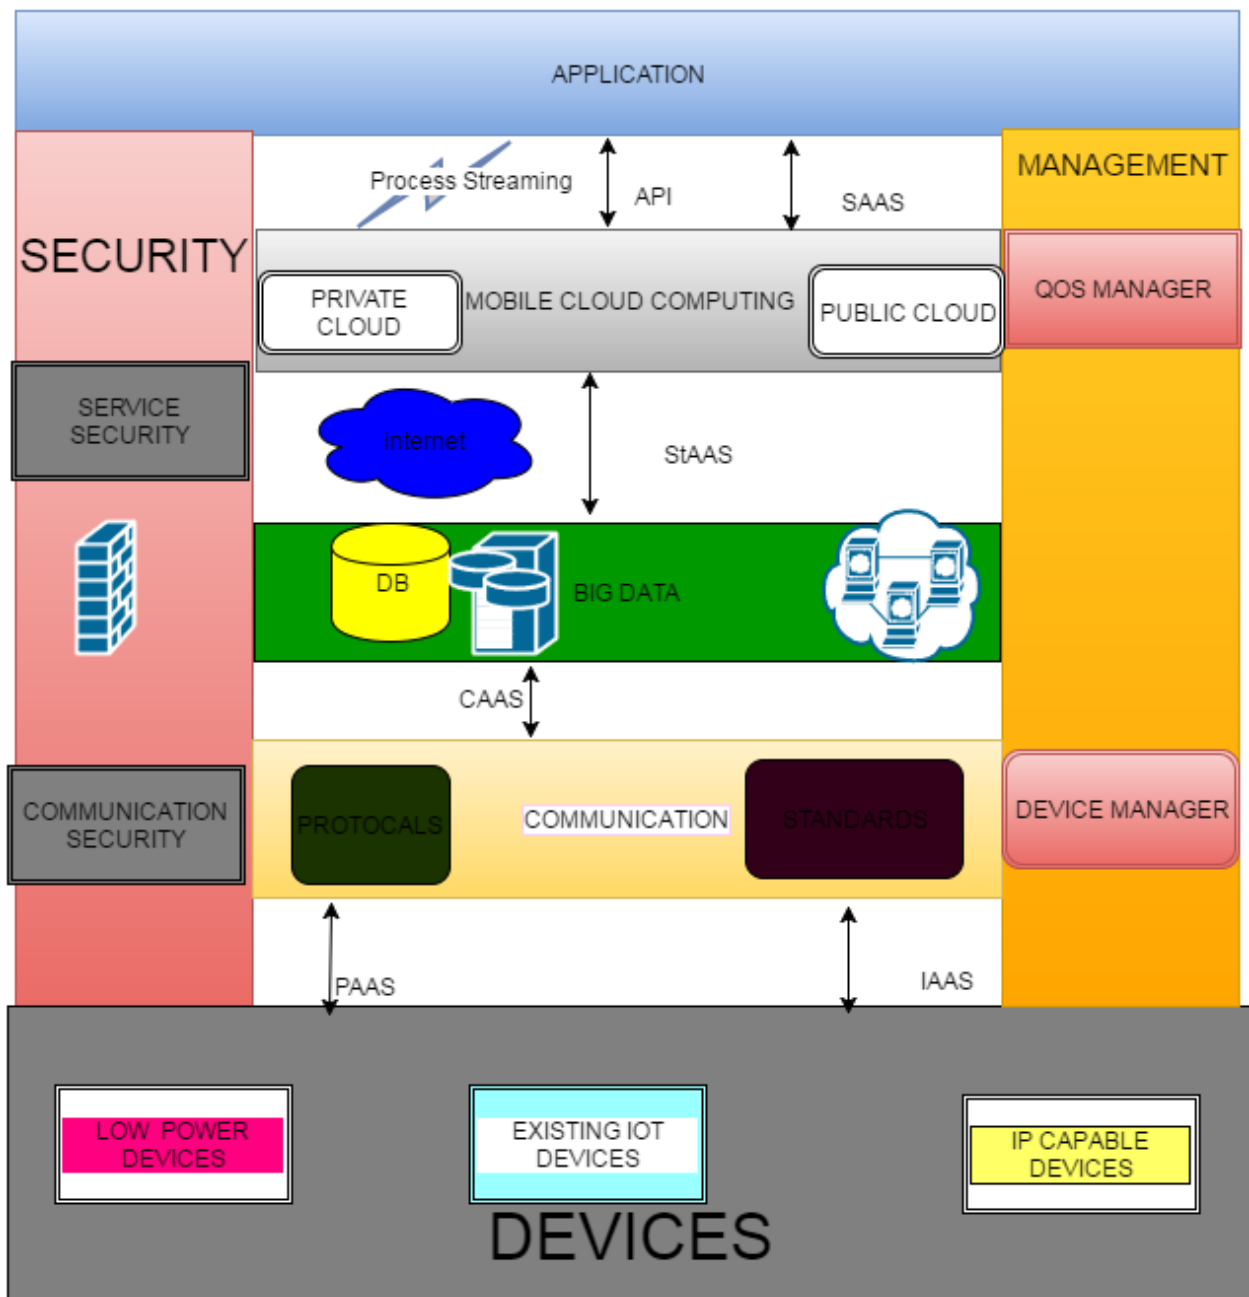 APPLICATION
Process Streaming
API
SAAS
MANAGEMENT
SECURITY
PRIVATE
CLOUD
MOBILE CLOUD COMPUTING
PUBLIC CLOUD
QOS MANAGER
SERVICE
SECURITY
internet
StAAS
DB
BIG DATA
CAAS
COMMUNICATION
SECURITY
PROTOCALS
COMMUNICATION
STANDARDS
DEVICE MANAGER
PAAS
IAAS
LOW POWER
DEVICES
EXISTING IOT
DEVICES
IP CAPABLE
DEVICES
DEVICES